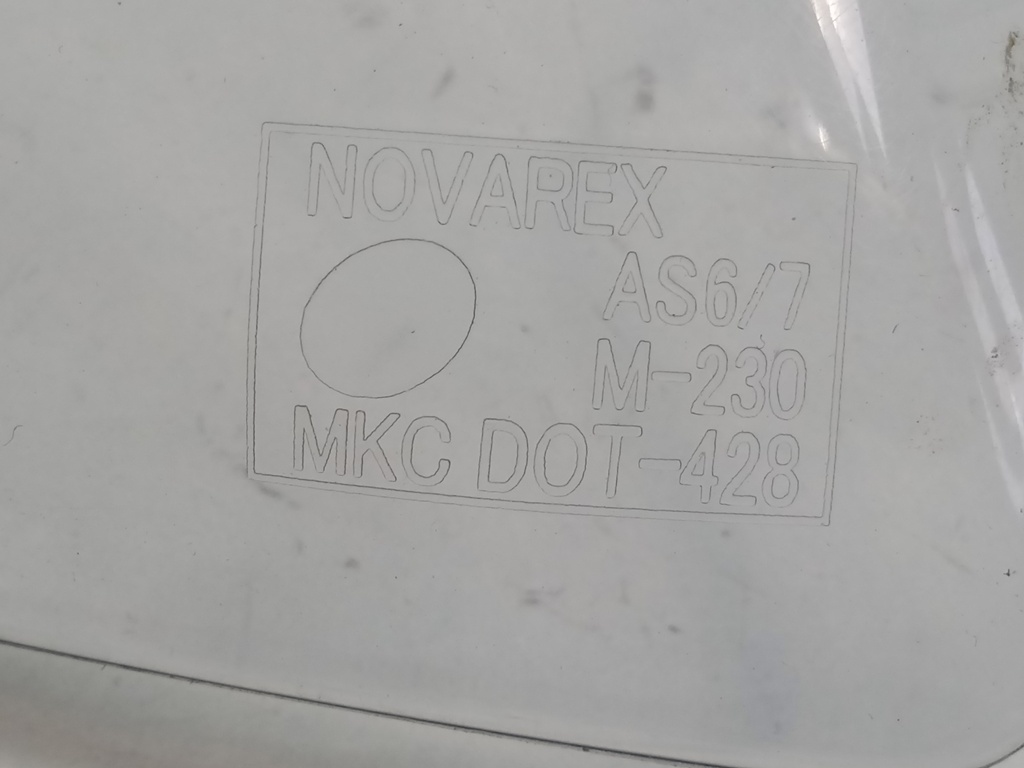 NOVAREX
AS6/7
M-230
MKC DOT-428